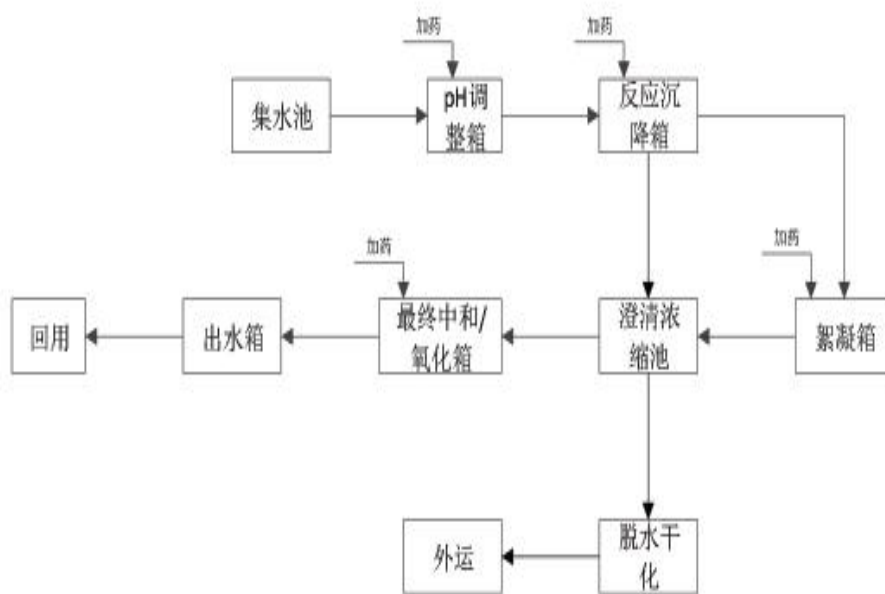 加药
加药
集水池
pH调
整箱
反应沉
降箱
加药
加药
回用
出水箱
最终中和/
氧化箱
澄清浓
缩池
絮凝箱
外运
脱水干
化